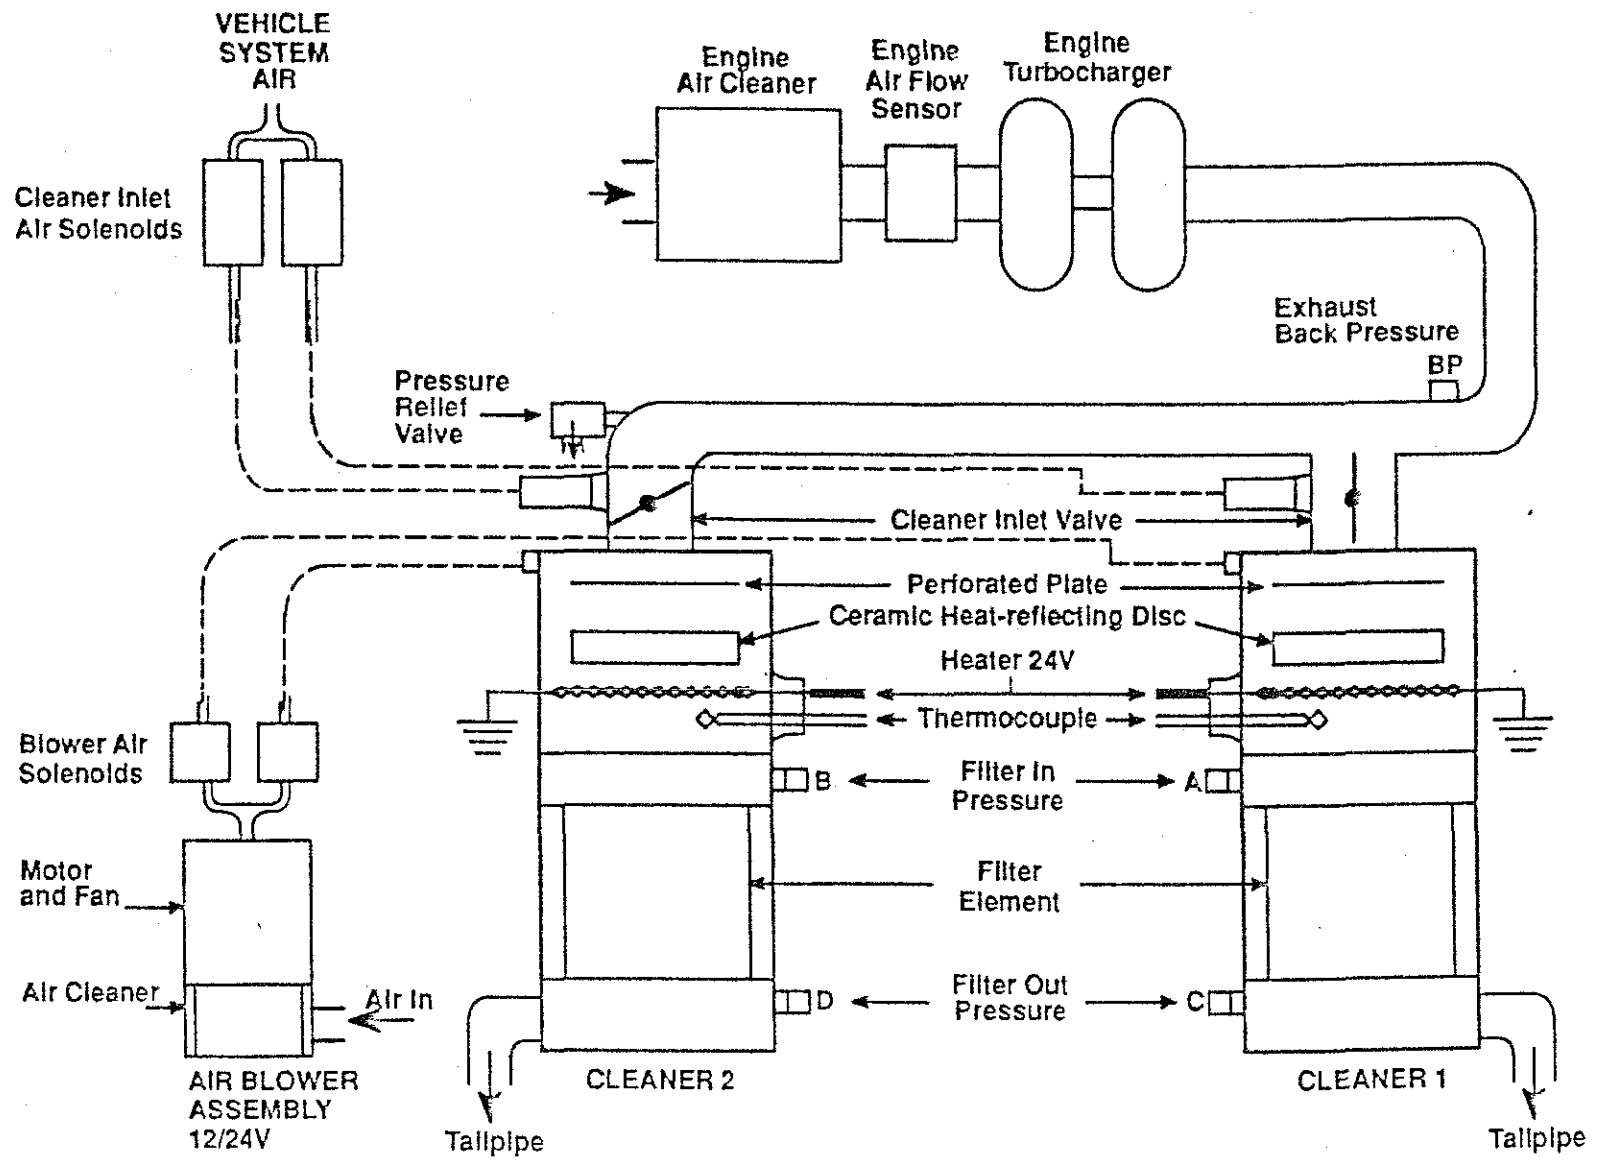 VEHICLE
SYSTEM
AIR
Engine
Air Cleaner
Engine
Air Flow
Sensor
Engine
Turbocharger
Cleaner Inlet
Air Solenoids
Exhaust
Back Pressure
BP
Pressure
Relief
Valve
Cleaner Inlet Valve
Perforated Plate
Ceramic Heat-reflecting Disc
Heater 24V
Thermocouple
Blower Air
Solenoids
Filter In
Pressure
B
A
Motor
and Fan
Filter
Element
Air Cleaner
Air In
Filter Out
Pressure
D
C
AIR BLOWER
ASSEMBLY
12/24V
CLEANER 2
CLEANER 1
Tailpipe
Tailpipe